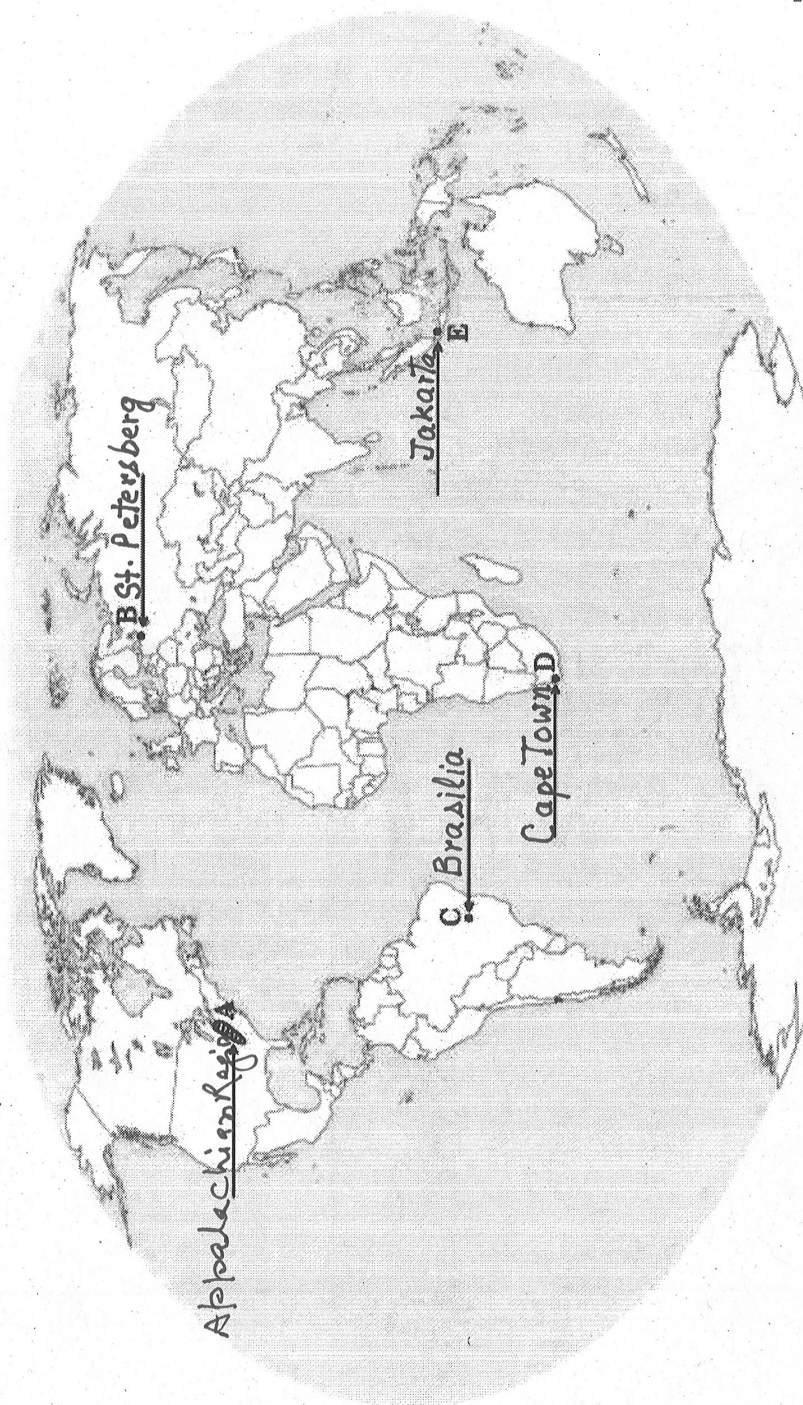 B St. Petersberg
Appalachian Region A
Jakarta
E
C Brasilia
Cape Town D